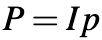 P = Ip